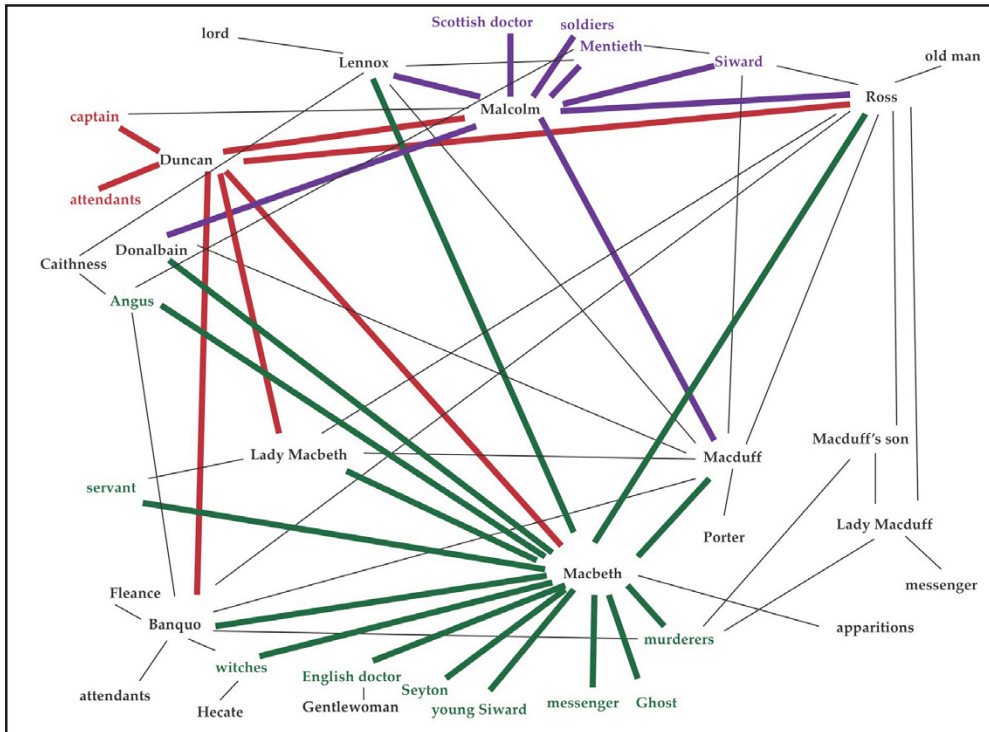 Scottish doctor
soldiers
lord
Mentieth
old man
Lennox
Siward
Ross
Malcolm
captain
Duncan
attendants
Donalbain
Caithness
Angus
Macduff's son
Lady Macbeth
Macduff
servant
Lady Macduff
Porter
Macbeth
messenger
Fleance
Banquo
apparitions
murderers
witches
English doctor
attendants
Seyton
Gentlewoman
young Siward
messenger
Ghost
Hecate